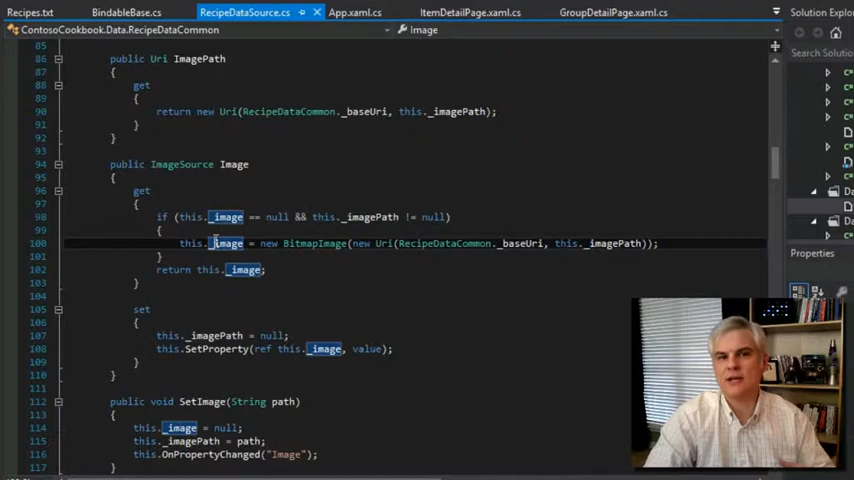 Recipes.txt BindableBase.cs RecipeDataSource.cs App.xaml.cs ItemDetailPage.xaml.cs GroupDetailPage.xaml.cs Solution Explo
ContosoCookbook.Data.RecipeDataCommon Image
Search Soluti
85
86 public Uri ImagePath
87 {
88 get
89 {
90 return new Uri(RecipeDataCommon._baseUri, this._imagePath);
91 }
92 }
93
94 public ImageSource Image
95 {
96 get
97 {
98 if (this._image == null && this._imagePath != null)
99 {
100 this._image = new BitmapImage(new Uri(RecipeDataCommon._baseUri, this._imagePath));
101 }
102 return this._image;
103 }
104
105 set
106 {
107 this._imagePath = null;
108 this.SetProperty(ref this._image, value);
109 }
110 }
111
112 public void SetImage(String path)
113 {
114 this._image = null;
115 this._imagePath = path;
116 this.OnPropertyChanged("Image");
117 }
Da
Da
Properties